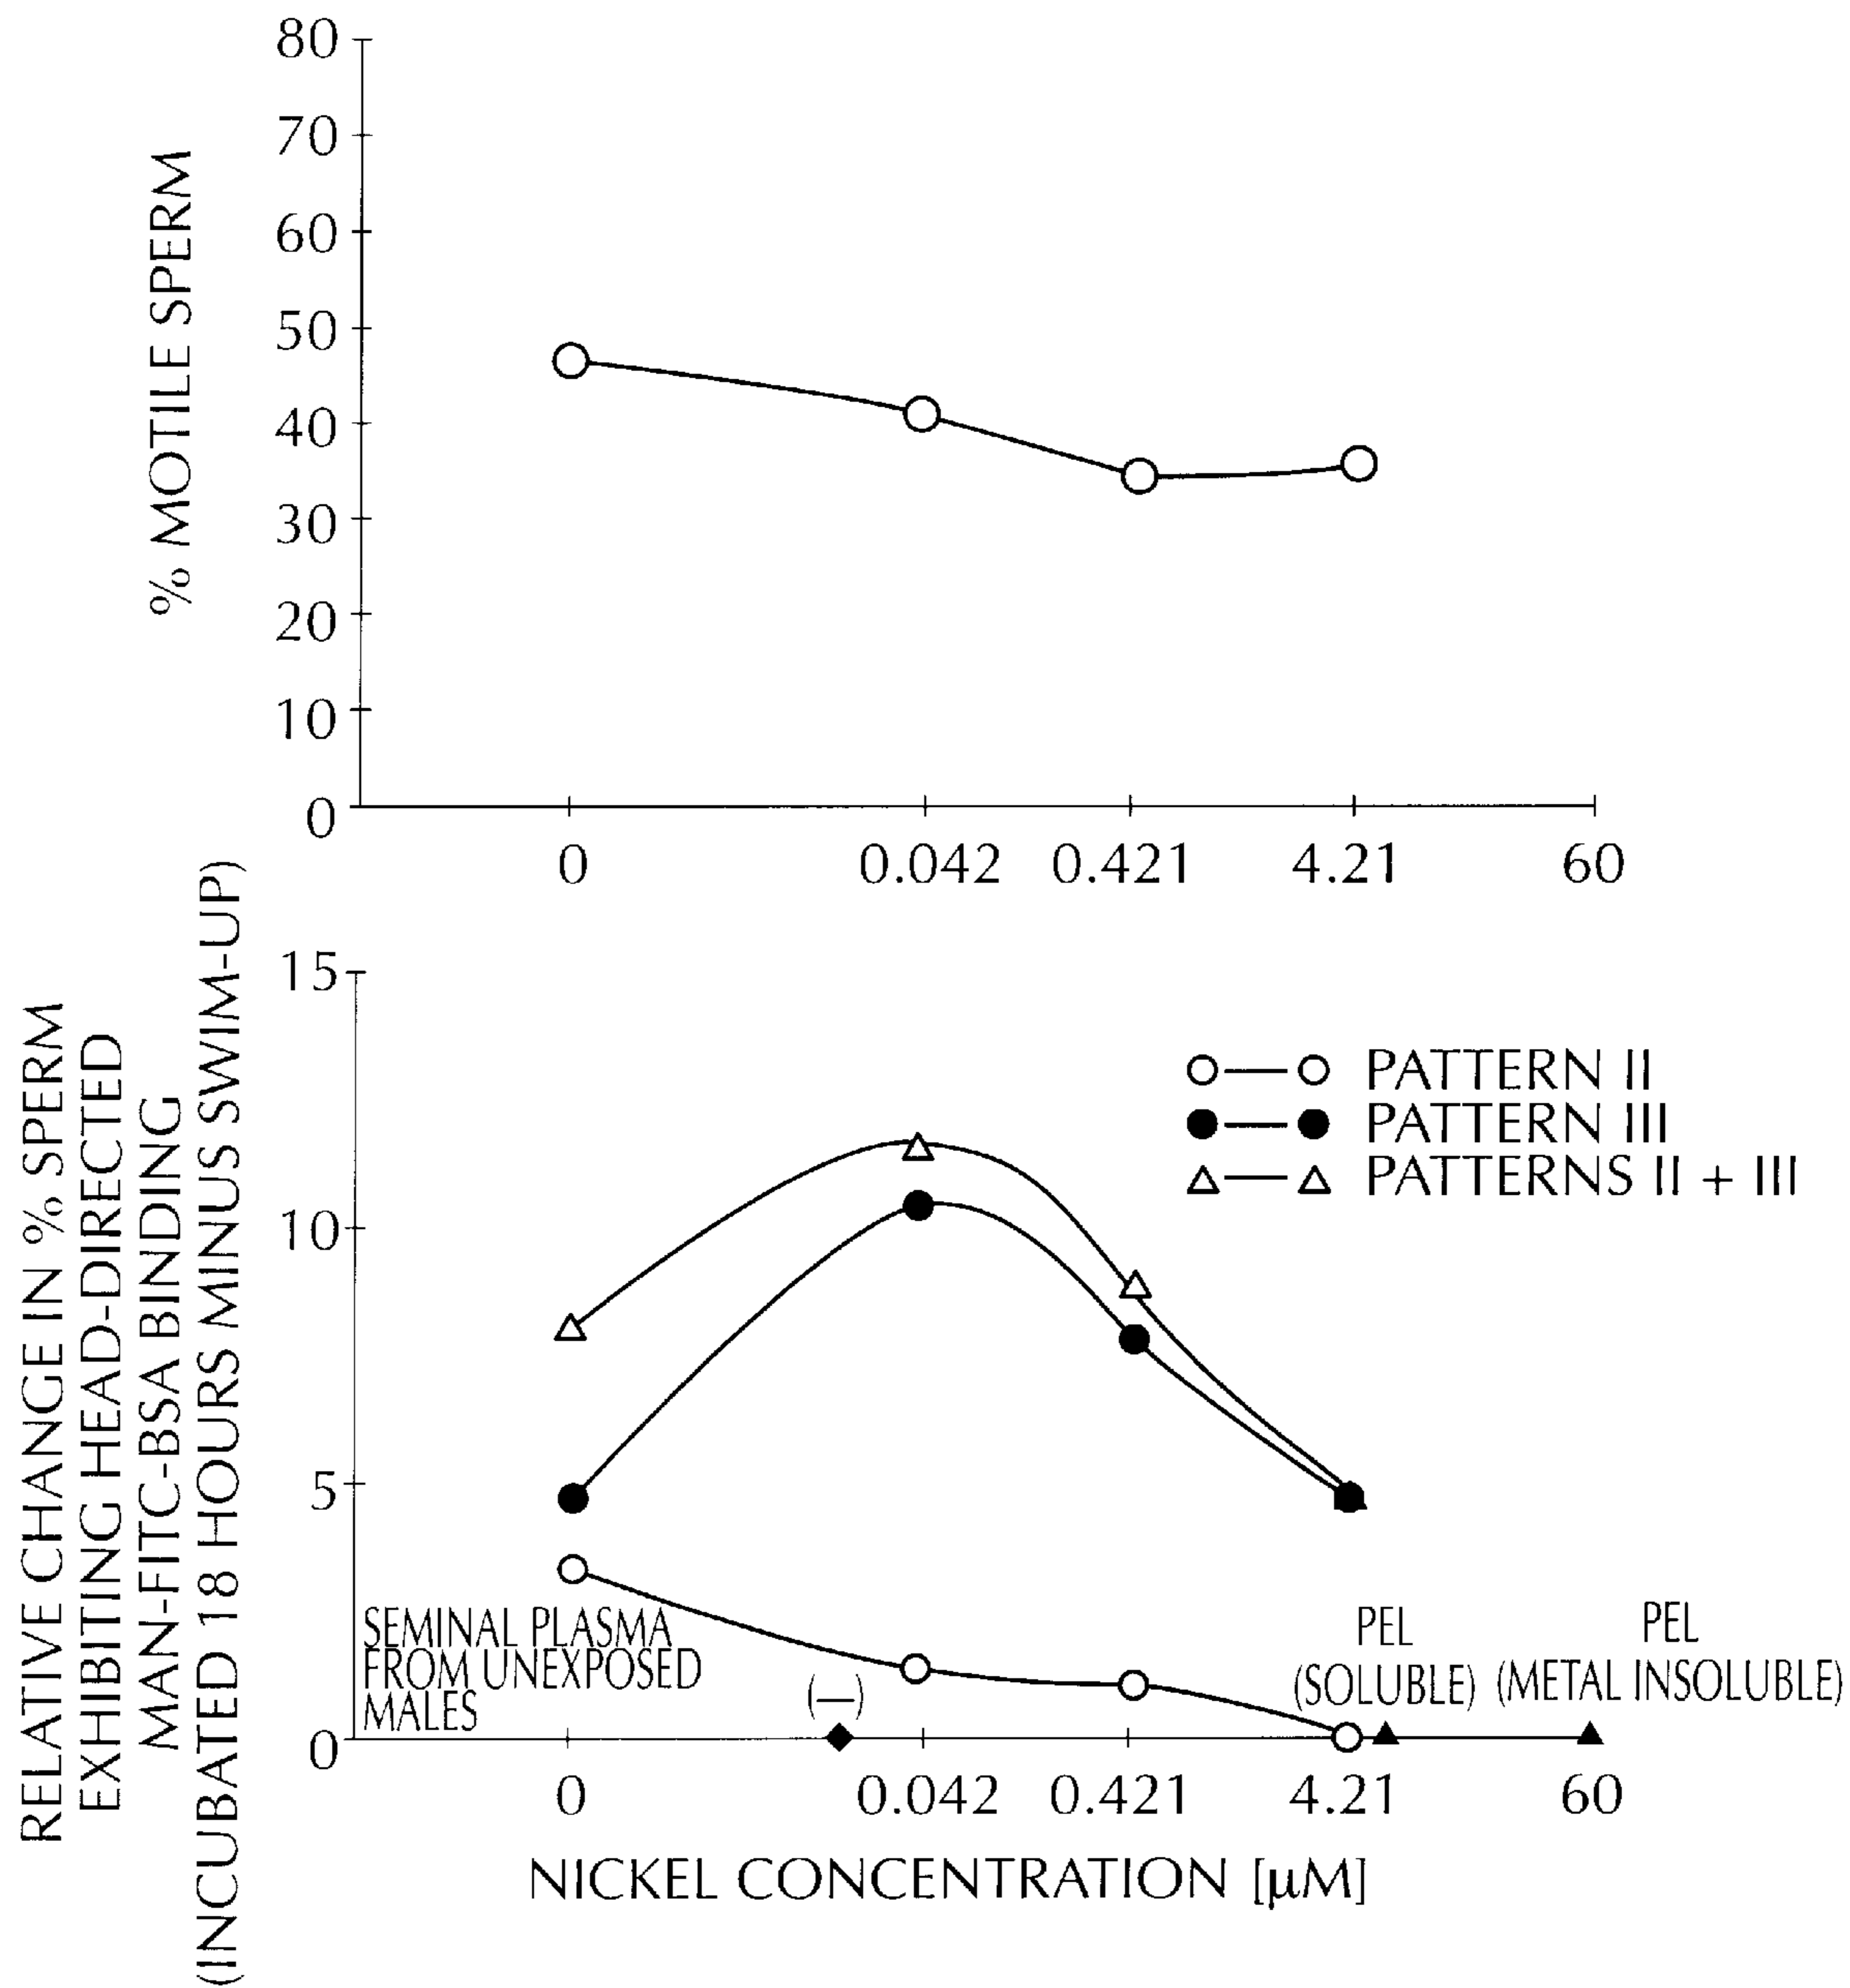 % MOTILE SPERM
80
70
60
50
40
30
20
10
0
0 0.042 0.421 4.21 60
RELATIVE CHANGE IN % SPERM
EXHIBITING HEAD-DIRECTED
MAN-FITC-BSA BINDING
(INCUBATED 18 HOURS MINUS SWIM-UP)
15
10
5
0
PATTERN II
PATTERN III
PATTERNS II + III
SEMINAL PLASMA
FROM UNEXPOSED
MALES
(—)
PEL
(SOLUBLE)
PEL
(METAL INSOLUBLE)
0 0.042 0.421 4.21 60
NICKEL CONCENTRATION [μM]